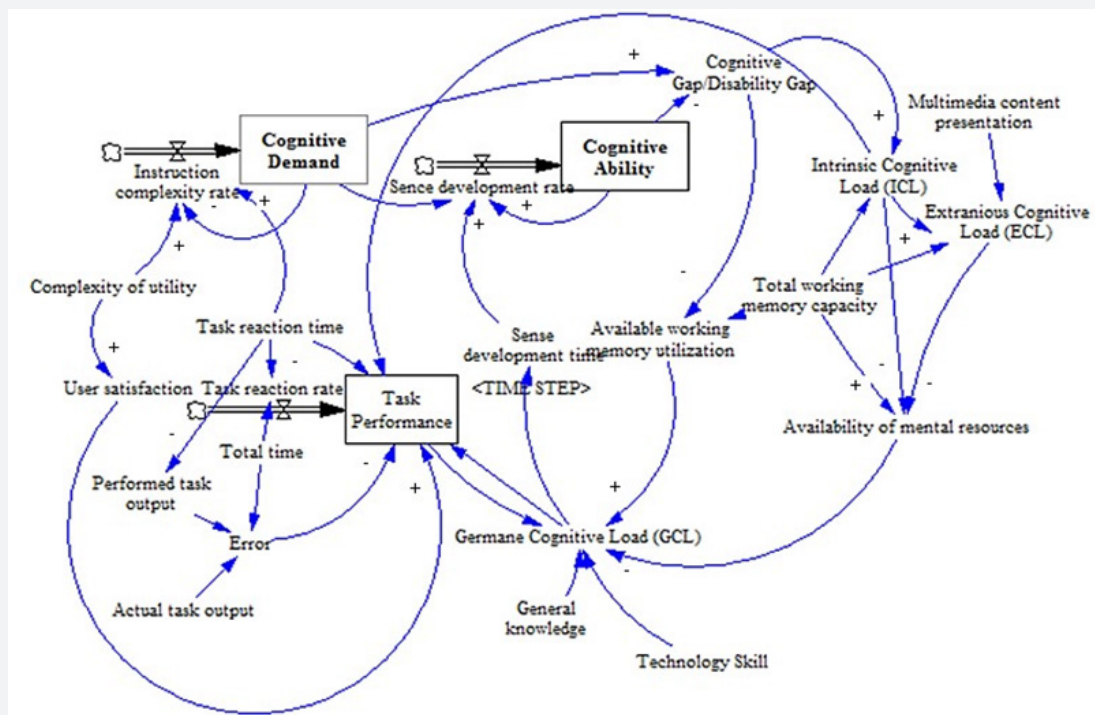 Cognitive
Gap/Disability Gap
+
-
Multimedia content
presentation
+
Cognitive
Demand
Cognitive
Ability
Instruction
complexity rate
-
+
Sence development rate
+
+
Intrinsic Cognitive
Load (ICL)
+
Extranious Cognitive
Load (ECL)
+
Complexity of utility
-
Total working
memory capacity
Task reaction time
Sense
development time
Available working
memory utilization
+
-
User satisfaction
Task reaction rate
<TIME STEP>
Task
Performance
-
+
-
Availability of mental resources
-
Total time
-
Performed task
output
+
+
Error
Germane Cognitive Load (GCL)
-
Actual task output
General
knowledge
Technology Skill